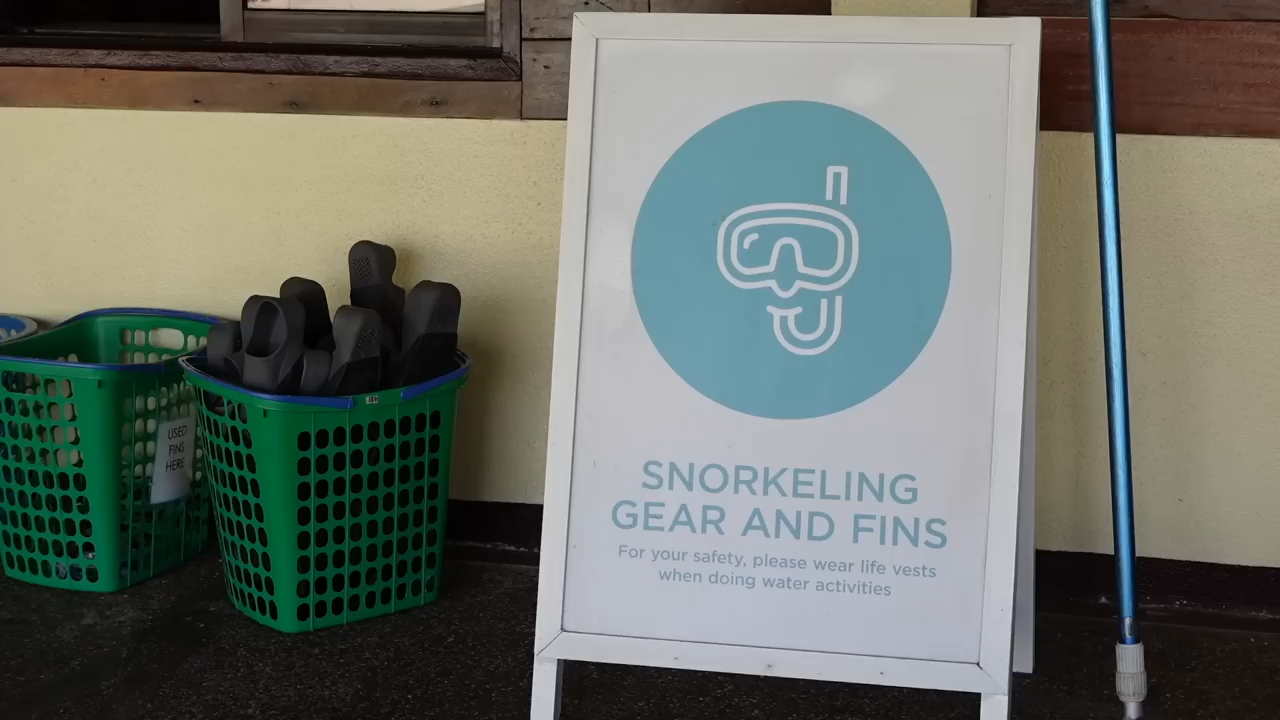 USED
FINS
HERE
SNORKELING
GEAR AND FINS
For your safety, please wear life vests
when doing water activities